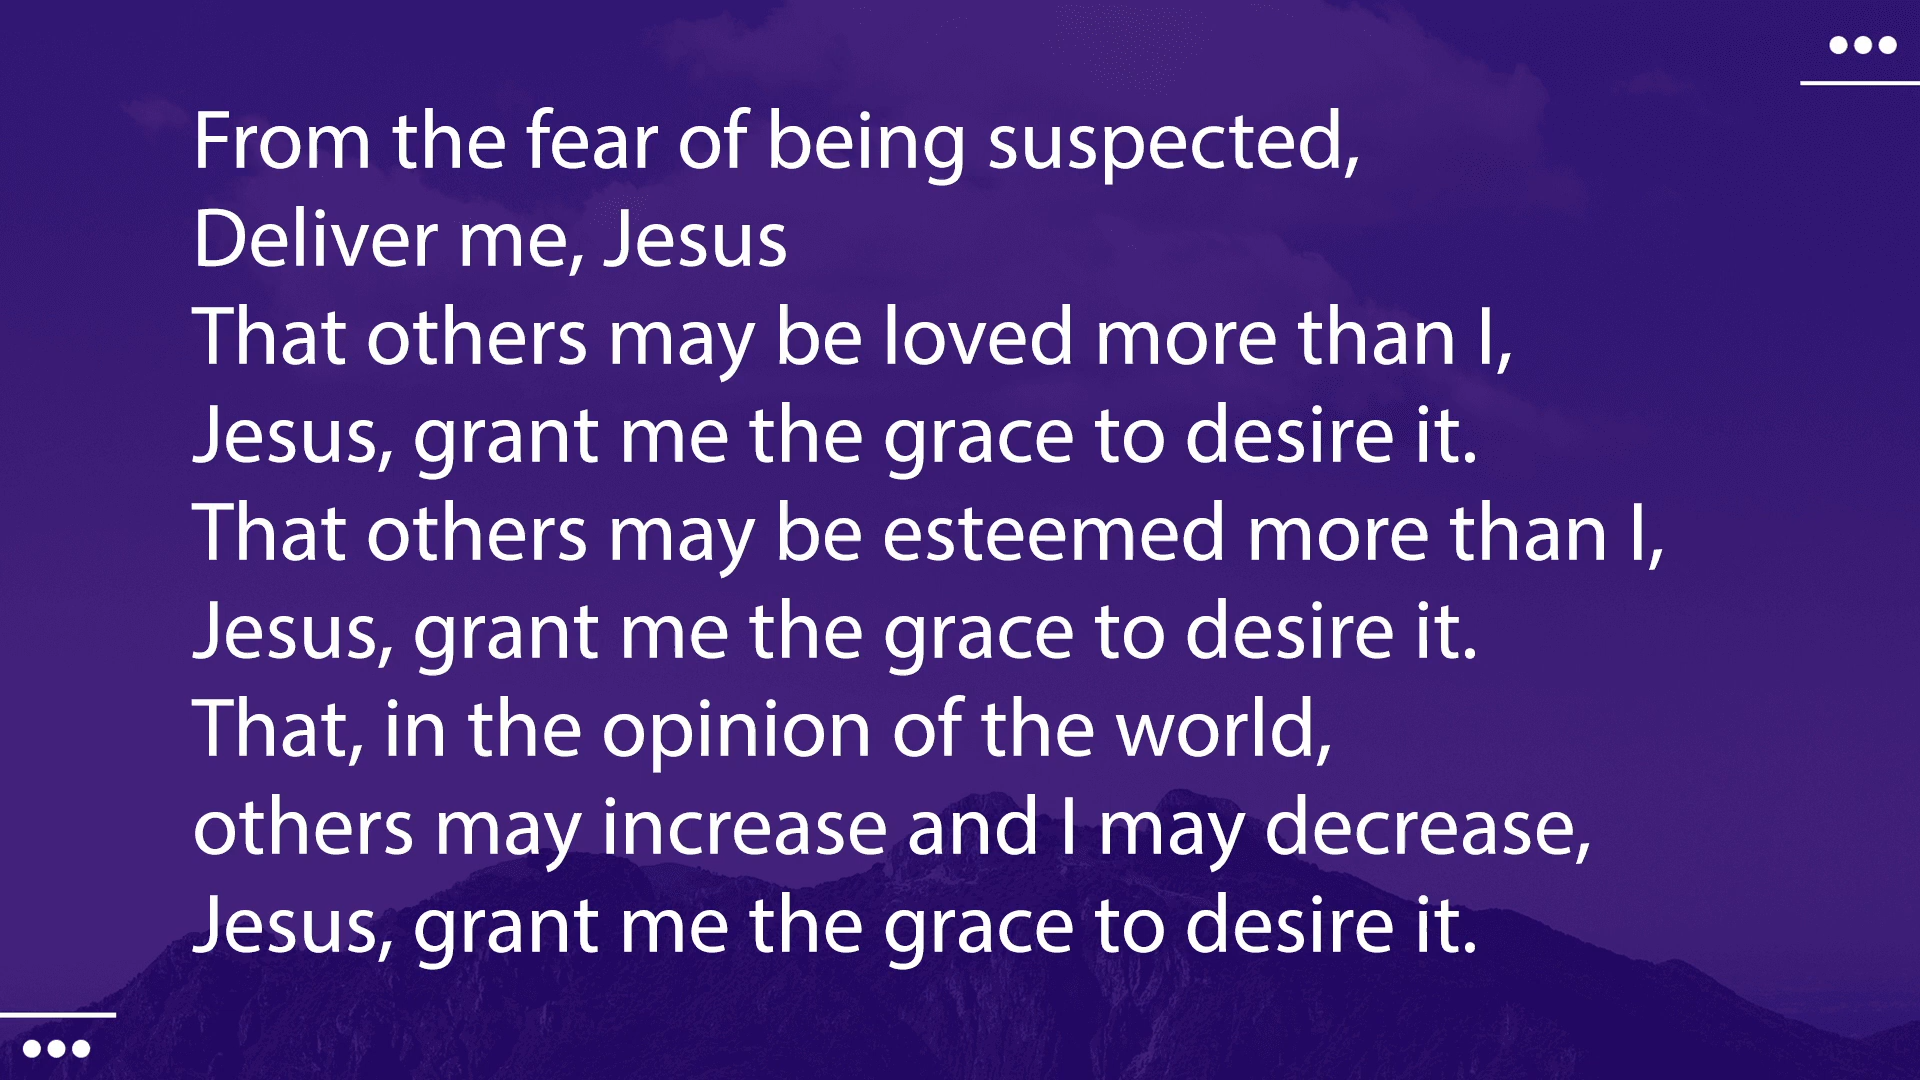 From the fear of being suspected,
Deliver me, Jesus
That others may be loved more than I,
Jesus, grant me the grace to desire it.
That others may be esteemed more than I,
Jesus, grant me the grace to desire it.
That, in the opinion of the world,
others may increase and I may decrease,
Jesus, grant me the grace to desire it.